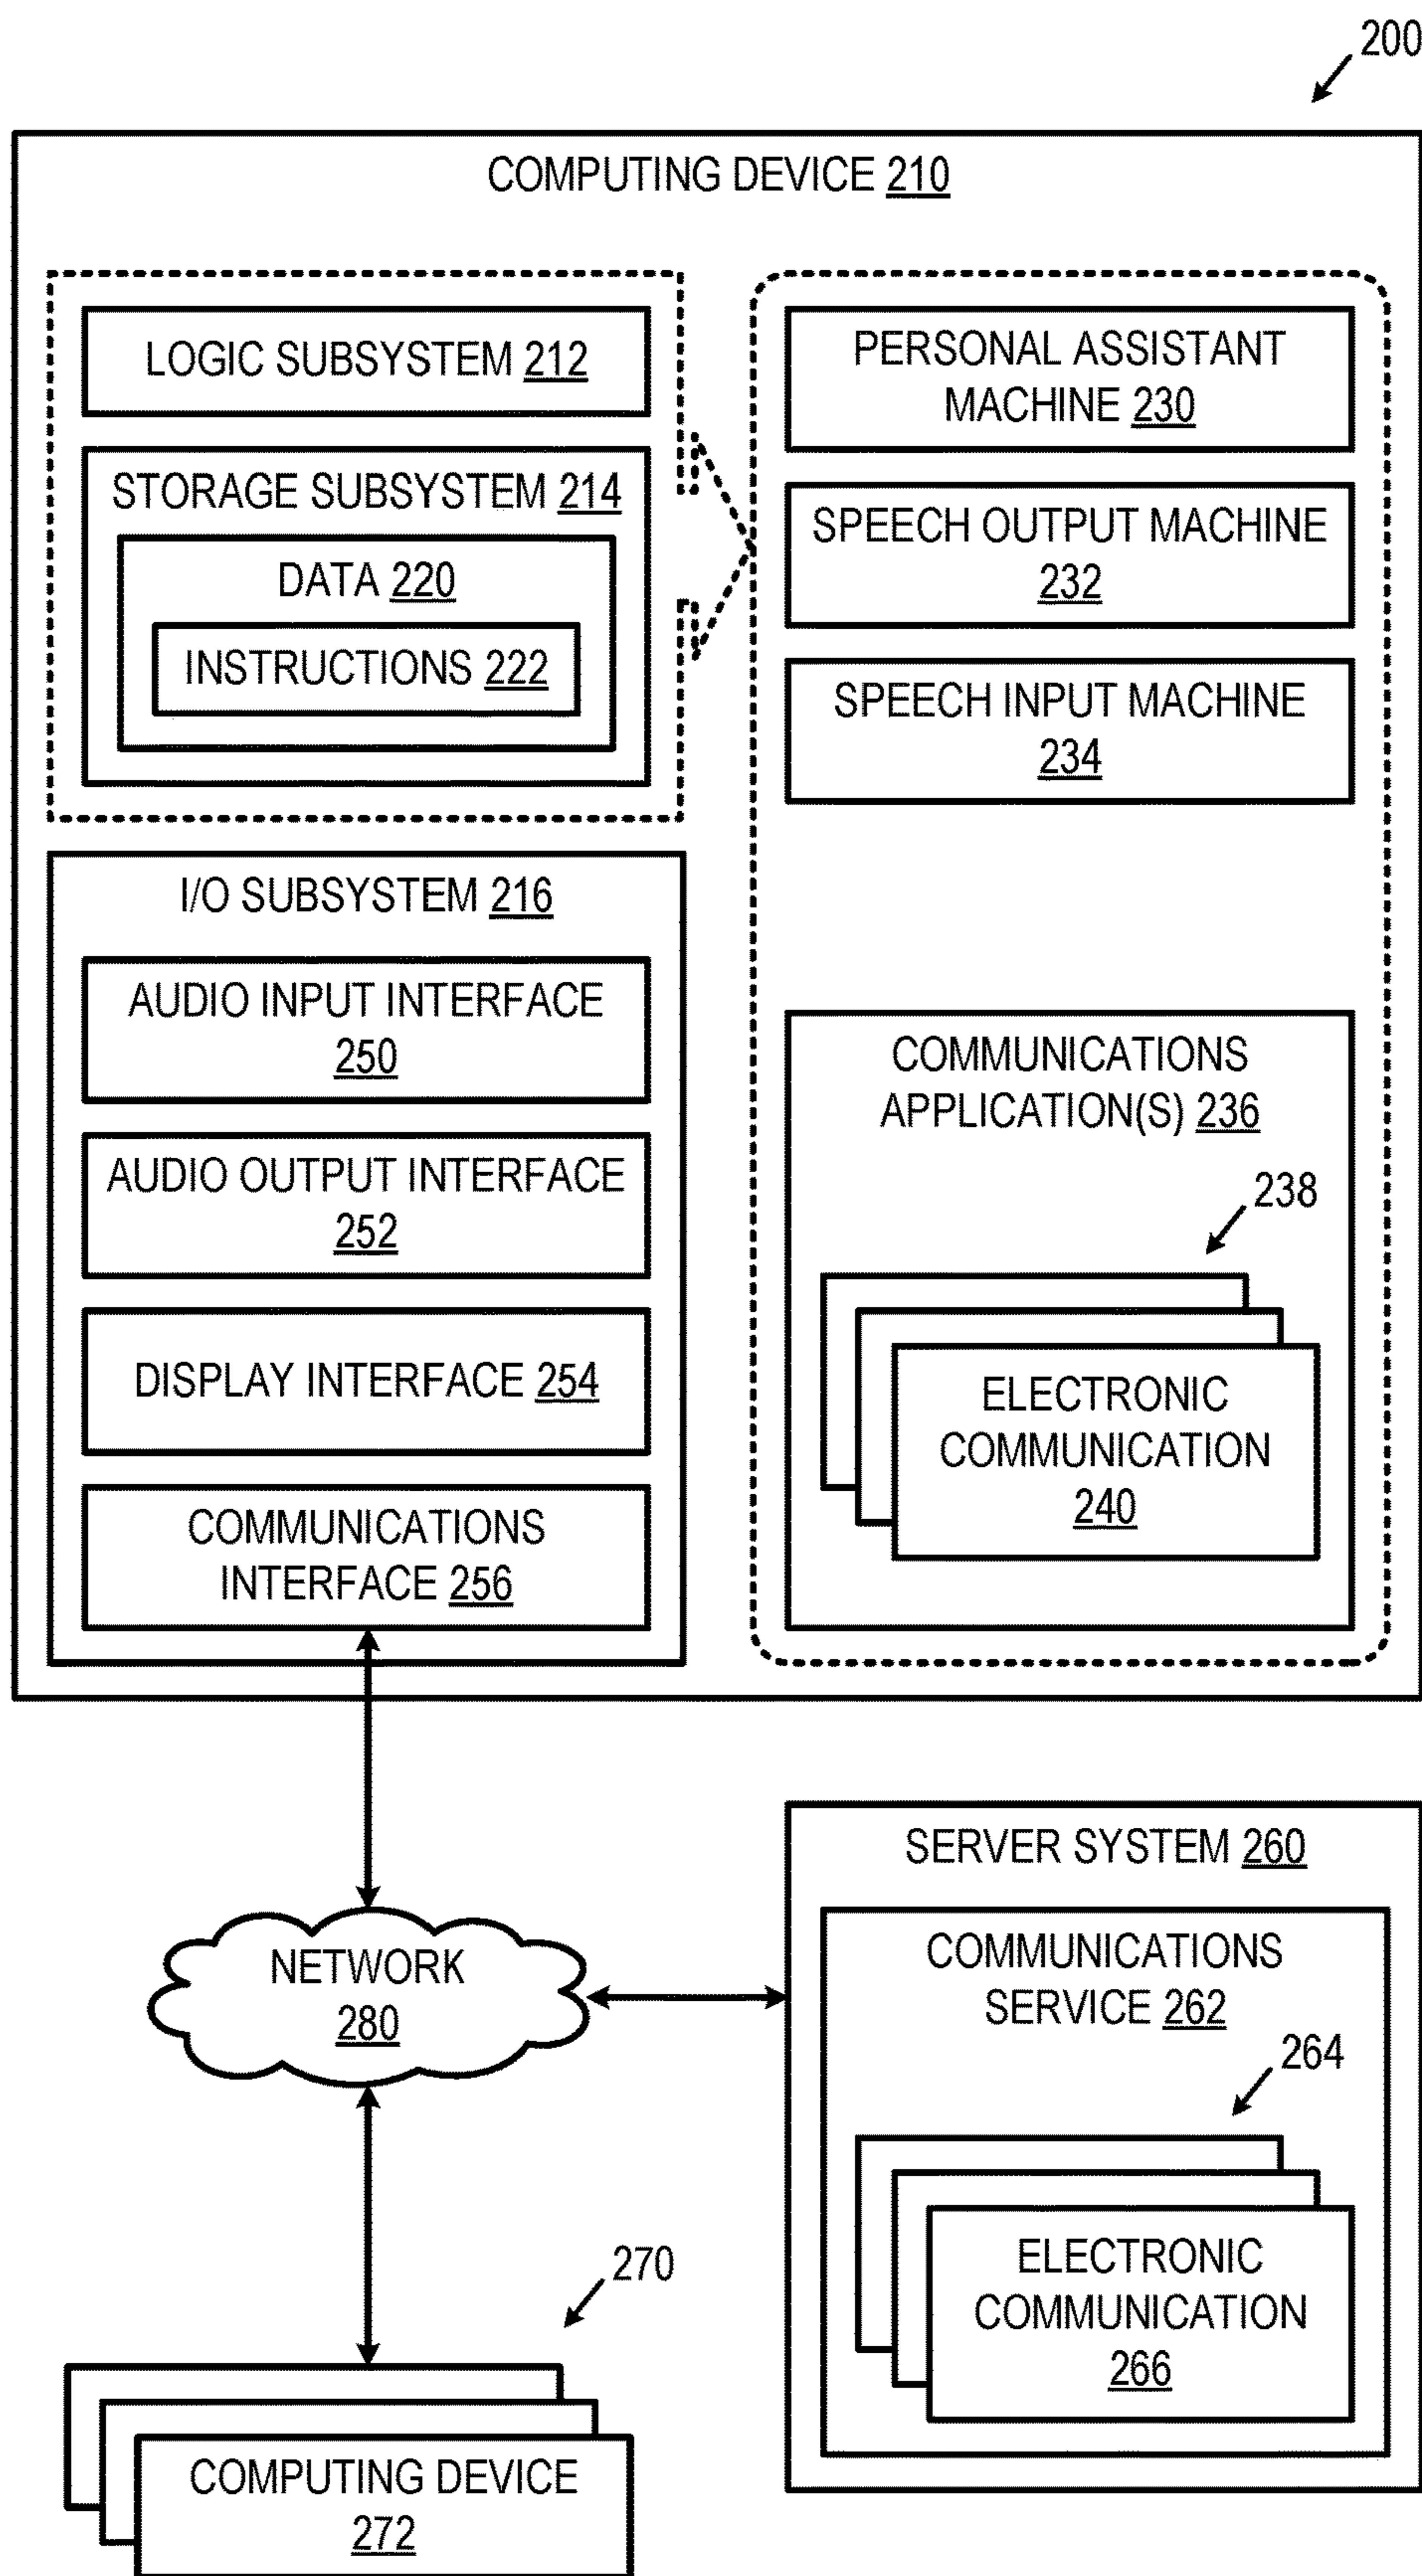 200
COMPUTING DEVICE 210
LOGIC SUBSYSTEM 212
STORAGE SUBSYSTEM 214
DATA 220
INSTRUCTIONS 222
PERSONAL ASSISTANT
MACHINE 230
SPEECH OUTPUT MACHINE
232
SPEECH INPUT MACHINE
234
I/O SUBSYSTEM 216
AUDIO INPUT INTERFACE
250
AUDIO OUTPUT INTERFACE
252
DISPLAY INTERFACE 254
COMMUNICATIONS
INTERFACE 256
COMMUNICATIONS
APPLICATION(S) 236
238
ELECTRONIC
COMMUNICATION
240
NETWORK
280
SERVER SYSTEM 260
COMMUNICATIONS
SERVICE 262
264
ELECTRONIC
COMMUNICATION
266
270
COMPUTING DEVICE
272